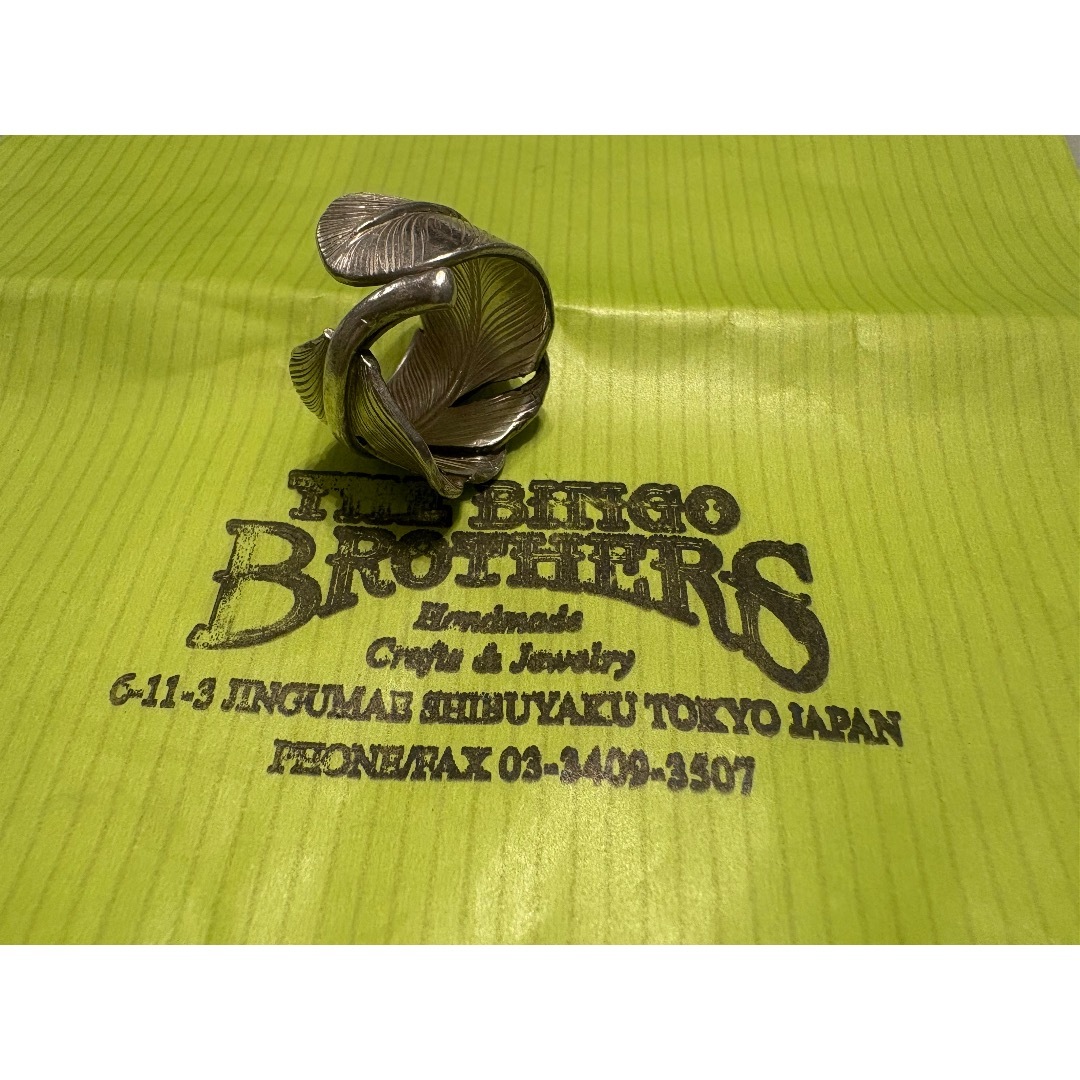 THE BINGO
BROTHERS
Handmade
Crafts & Jewelry
6-11-3 JINGUMAE SHIBUYAKU TOKYO JAPAN
PHONE/FAX 03-3409-3507